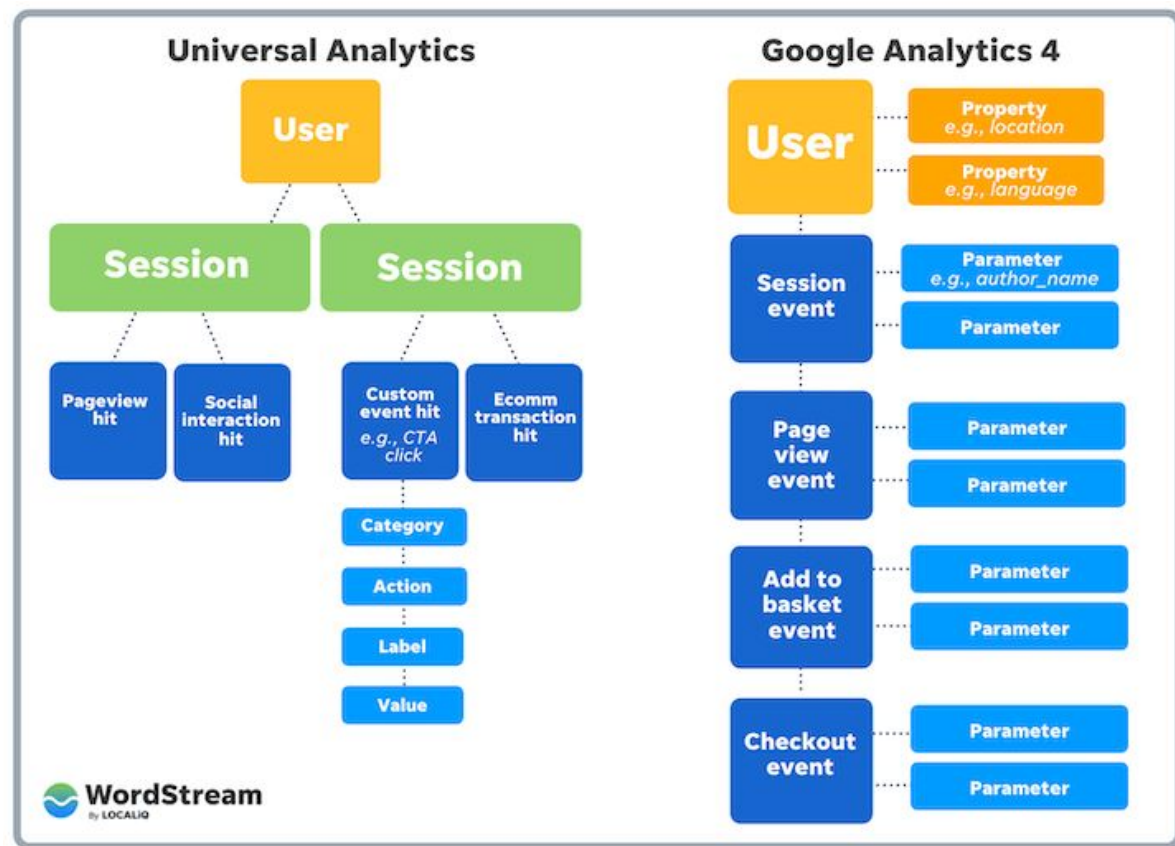 Universal Analytics
User
Session
Session
Pageview
hit
Social
interaction
hit
Custom
event hit
e.g., CTA
click
Ecomm
transaction
hit
Category
Action
Label
Value
WordStream
By LOCALiQ
Google Analytics 4
User
Property
e.g., location
Property
e.g., language
Session
event
Parameter
e.g., author_name
Parameter
Page
view
event
Parameter
Parameter
Add to
basket
event
Parameter
Parameter
Checkout
event
Parameter
Parameter